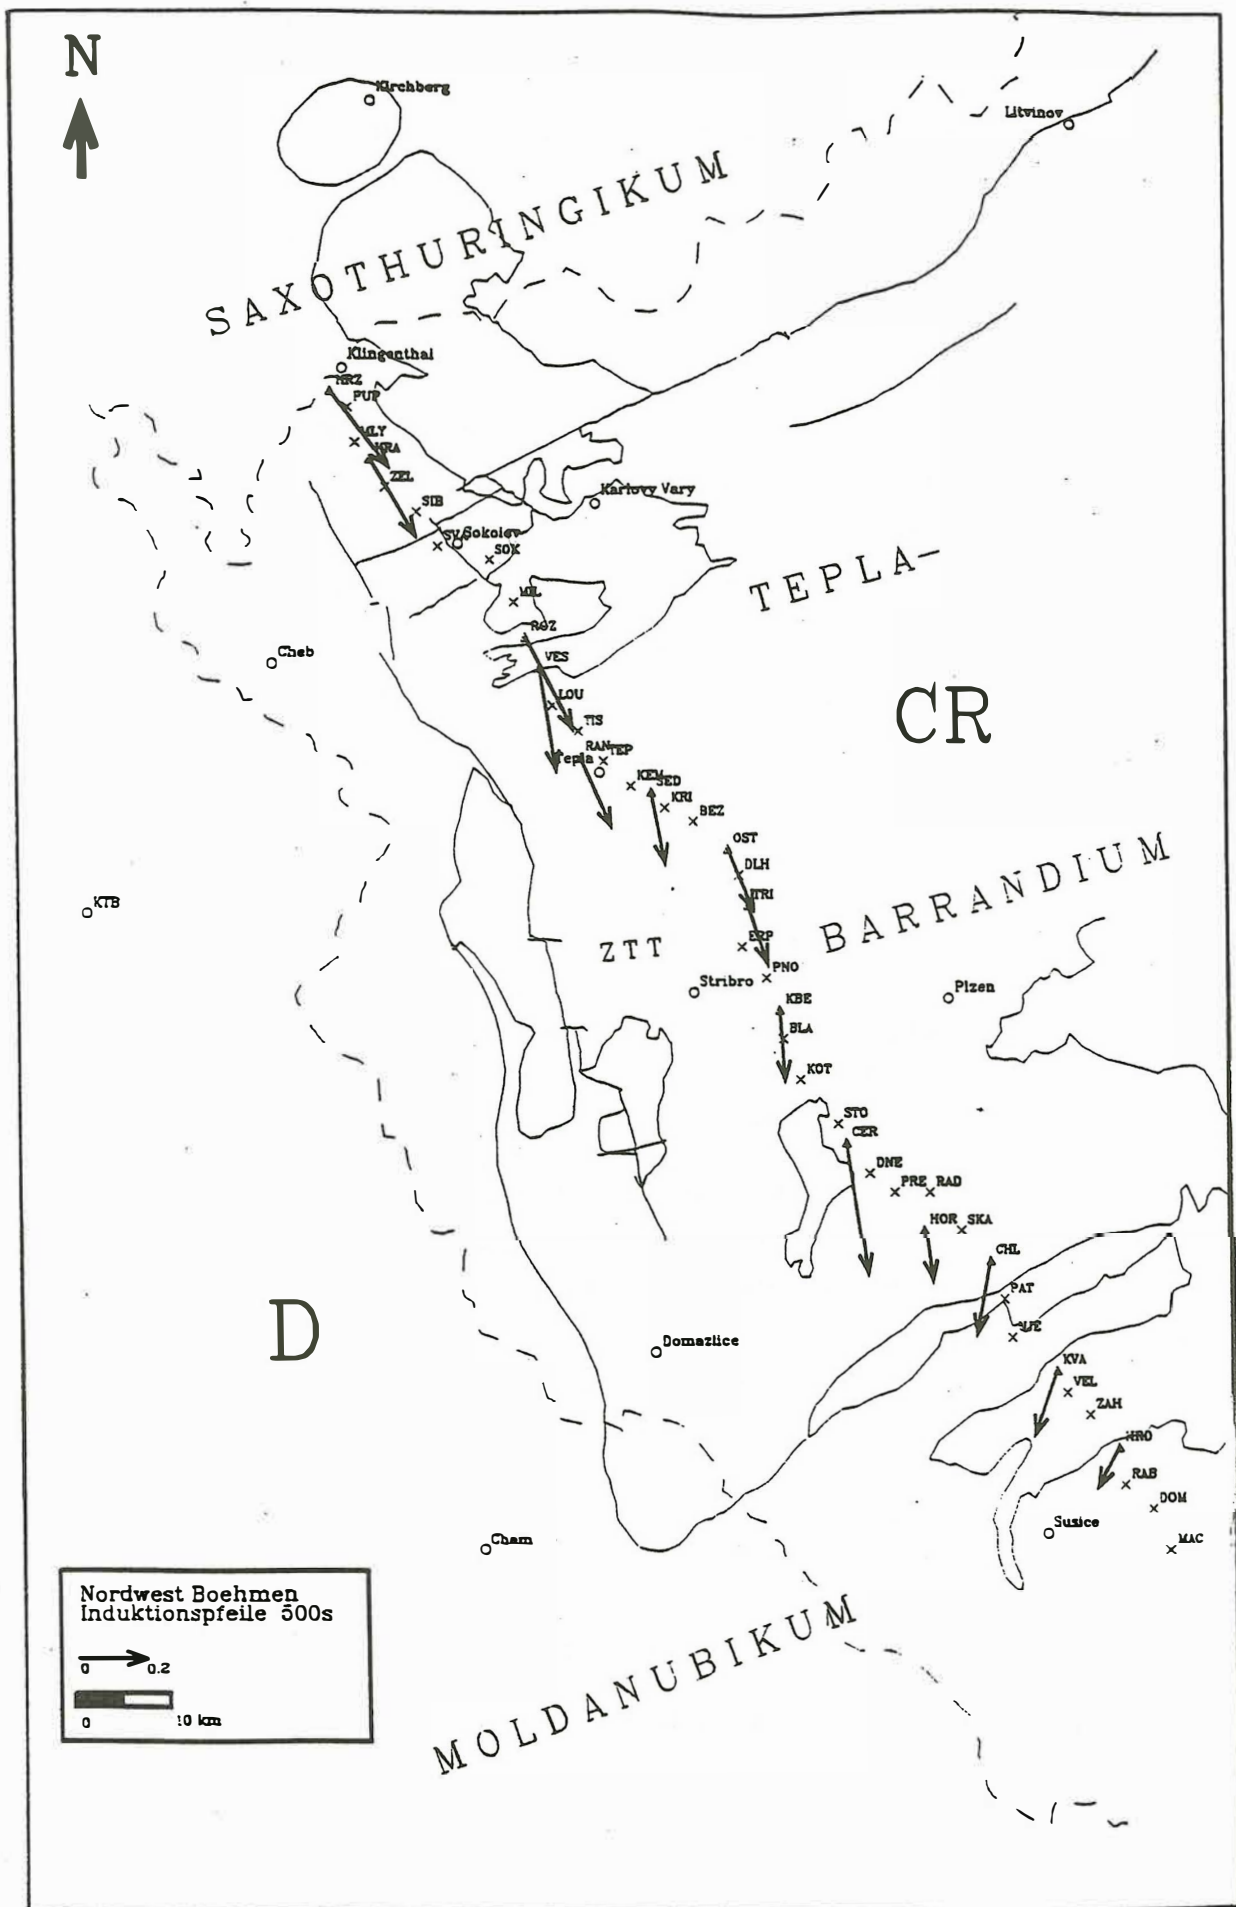 N
Kirchberg
Litvinov
SAXOTHURINGIKUM
Klingenthal
MRZ
PUP
MLY
KRA
ZEL
SIB
Karlovy Vary
Sokolev
SOK
TEPLA-
MIL
ROZ
Cheb
VES
LOU
TIS
CR
RAN
TEP
Tepla
KEM
SED
KRI
BEZ
OST
DLH
TRI
KTB
BARRANDIUM
ZTT
ERP
PNO
Stribro
Plzen
KBE
BLA
KOT
STO
CER
DNE
PRE
RAD
HOR
SKA
CHL
PAT
D
Domazlice
KVA
VEL
ZAH
HRO
RAB
DOM
Susice
MAC
Cham
Nordwest Boehmen
Induktionspfeile 500s
0 0.2
0 10 km
MOLDANUBIKUM